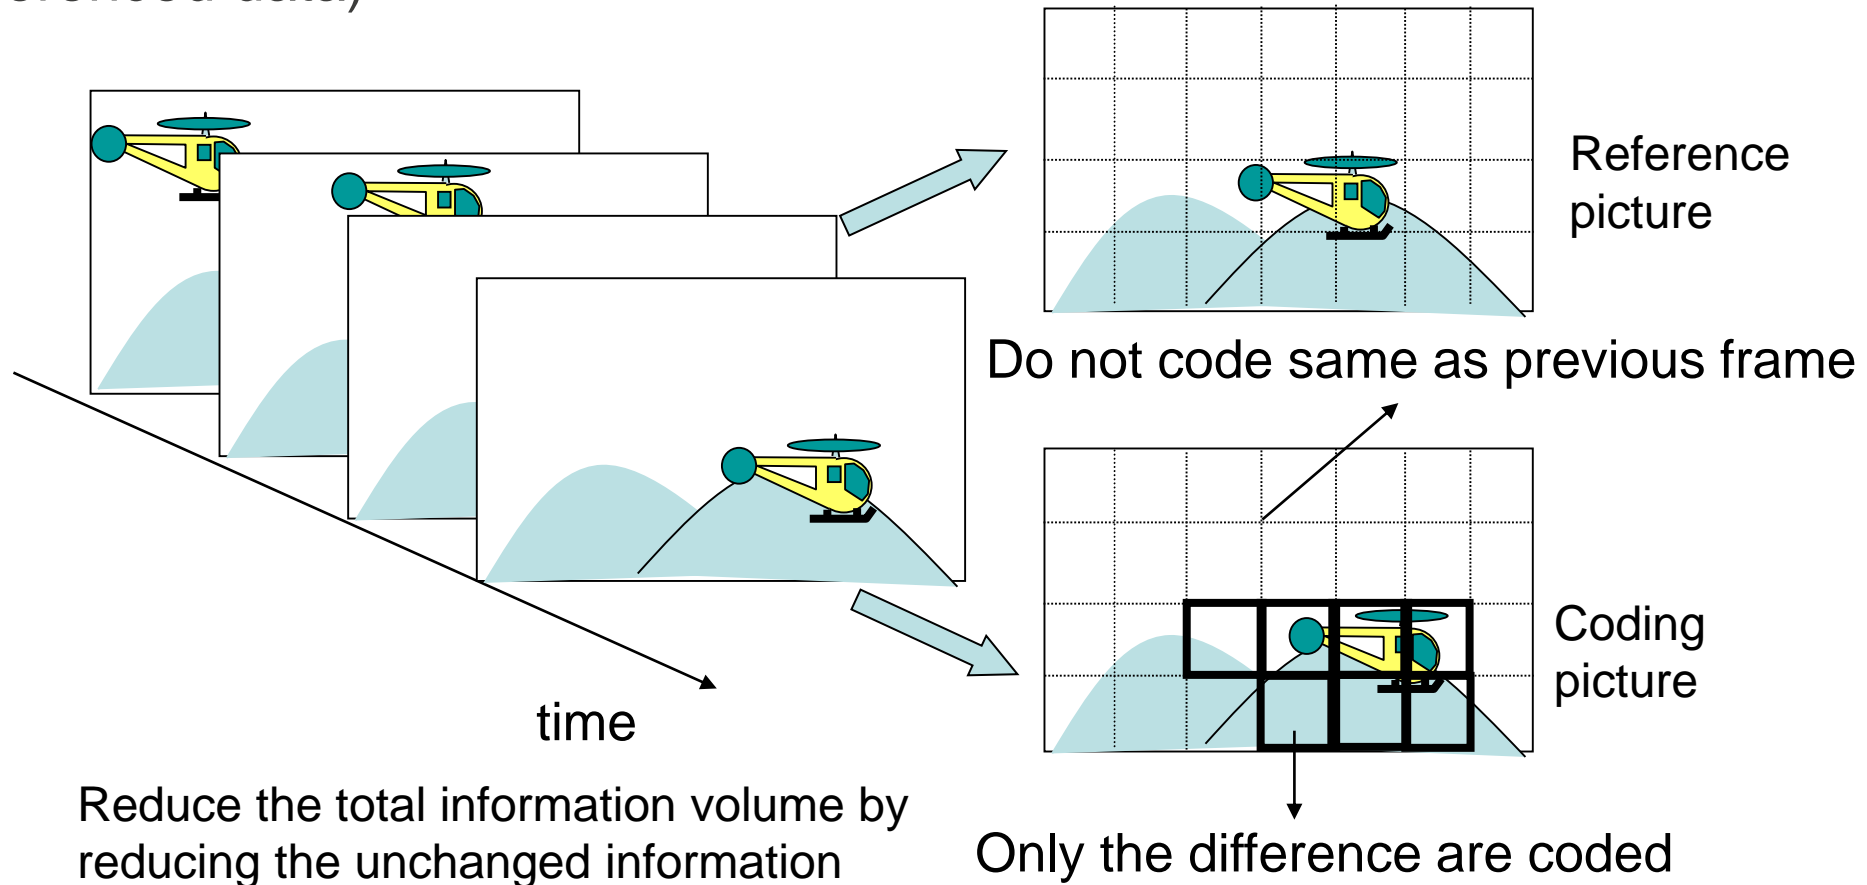 data)
Reference
picture
Do not code same as previous frame
Coding
picture
time
Reduce the total information volume by
reducing the unchanged information
Only the difference are coded